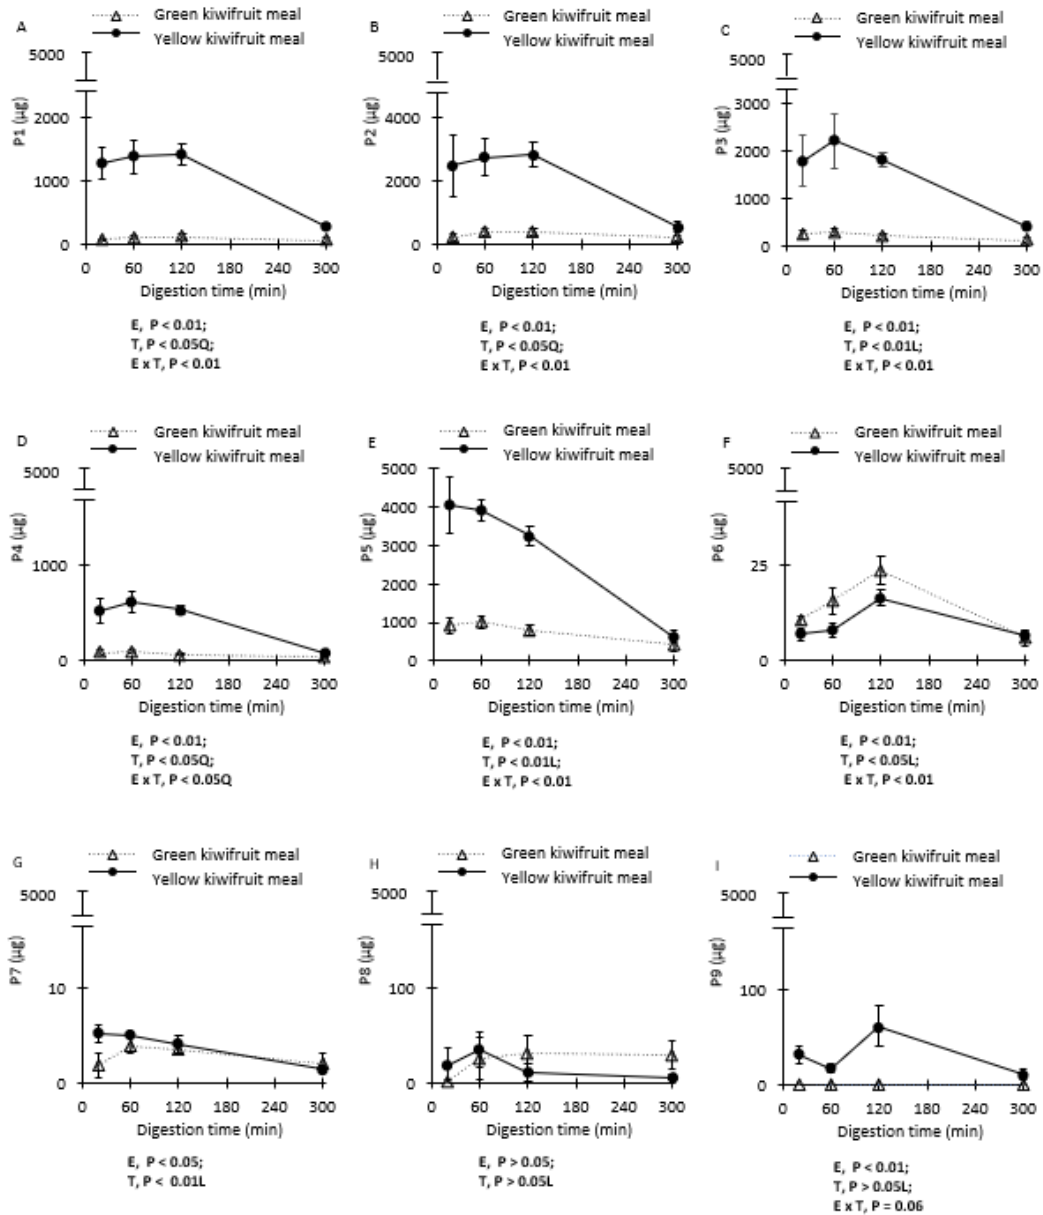 A
Green kiwifruit meal
Yellow kiwifruit meal
5000
2000
1000
0
P1 (µg)
0 60 120 180 240 300
Digestion time (min)
E, P < 0.01;
T, P < 0.05Q;
E x T, P < 0.01
B
Green kiwifruit meal
Yellow kiwifruit meal
5000
4000
2000
0
P2 (µg)
0 60 120 180 240 300
Digestion time (min)
E, P < 0.01;
T, P < 0.05Q;
E x T, P < 0.01
C
Green kiwifruit meal
Yellow kiwifruit meal
5000
3000
2000
1000
0
P3 (µg)
0 60 120 180 240 300
Digestion time (min)
E, P < 0.01;
T, P < 0.01L;
E x T, P < 0.01
D
Green kiwifruit meal
Yellow kiwifruit meal
5000
1000
0
P4 (µg)
0 60 120 180 240 300
Digestion time (min)
E, P < 0.01;
T, P < 0.05Q;
E x T, P < 0.05Q
E
Green kiwifruit meal
Yellow kiwifruit meal
5000
4000
3000
2000
1000
0
P5 (µg)
0 60 120 180 240 300
Digestion time (min)
E, P < 0.01;
T, P < 0.01L;
E x T, P < 0.01
F
Green kiwifruit meal
Yellow kiwifruit meal
5000
25
0
P6 (µg)
0 60 120 180 240 300
Digestion time (min)
E, P < 0.01;
T, P < 0.05L;
E x T, P < 0.01
G
Green kiwifruit meal
Yellow kiwifruit meal
5000
10
0
P7 (µg)
0 60 120 180 240 300
Digestion time (min)
E, P < 0.05;
T, P < 0.01L
H
Green kiwifruit meal
Yellow kiwifruit meal
5000
100
0
P8 (µg)
0 60 120 180 240 300
Digestion time (min)
E, P > 0.05;
T, P > 0.05L
I
Green kiwifruit meal
Yellow kiwifruit meal
5000
100
0
P9 (µg)
0 60 120 180 240 300
Digestion time (min)
E, P < 0.01;
T, P > 0.05L;
E x T, P = 0.06